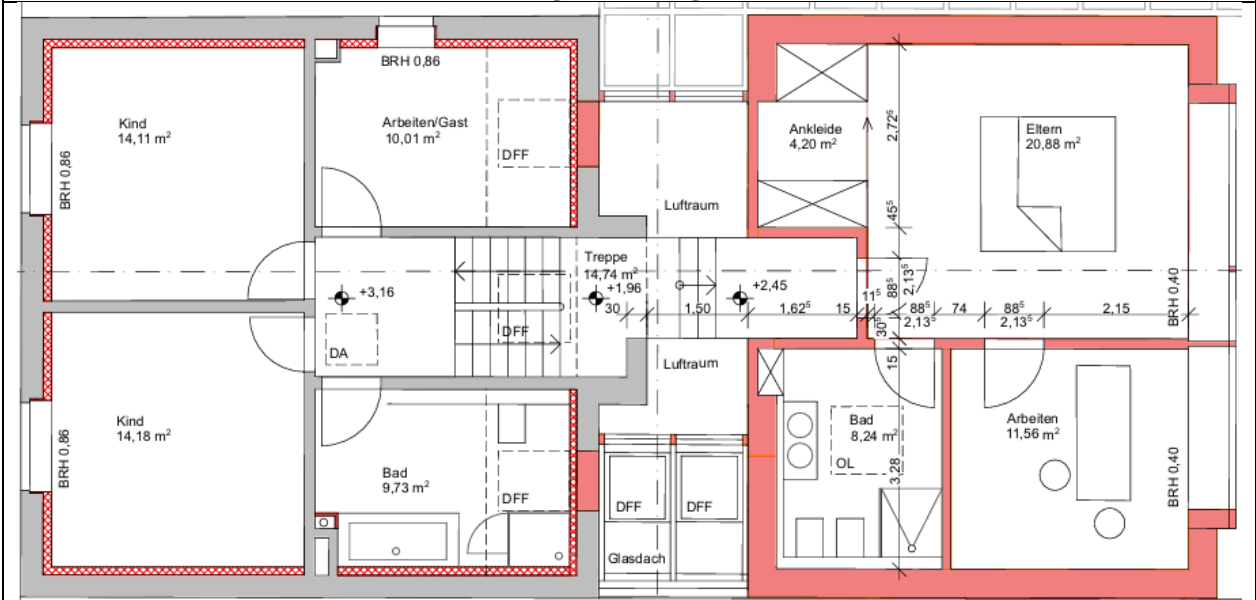 BRH 0,86
Kind
14,11 m²
BRH 0,86
Arbeiten/Gast
10,01 m²
DFF
Luftraum
Ankleide
4,20 m²
2,72⁵
45⁵
Eltern
20,88 m²
BRH 0,40
Treppe
14,74 m²
+1,96
+3,16
+2,45
DA
DFF
30
1,50
1,62⁵
15
11⁵
88⁵
2,13⁵
30⁵
88⁵
2,13⁵
74
88⁵
2,13⁵
2,15
Luftraum
15
Kind
14,18 m²
BRH 0,86
Bad
9,73 m²
DFF
DFF
DFF
Glasdach
Bad
8,24 m²
OL
3,28
Arbeiten
11,56 m²
BRH 0,40